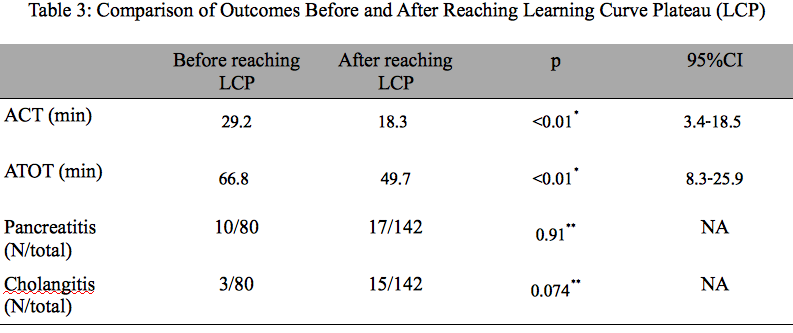 Table 3: Comparison of Outcomes Before and After Reaching Learning Curve Plateau (LCP)
Before reaching LCP After reaching LCP p 95%CI
ACT (min) 29.2 18.3 <0.01* 3.4-18.5
ATOT (min) 66.8 49.7 <0.01* 8.3-25.9
Pancreatitis (N/total) 10/80 17/142 0.91** NA
Cholangitis (N/total) 3/80 15/142 0.074** NA